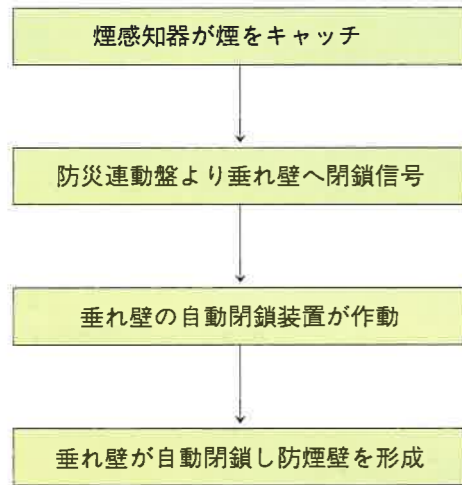 煙感知器が煙をキャッチ
防災連動盤より垂れ壁へ閉鎖信号
垂れ壁の自動閉鎖装置が作動
垂れ壁が自動閉鎖し防煙壁を形成